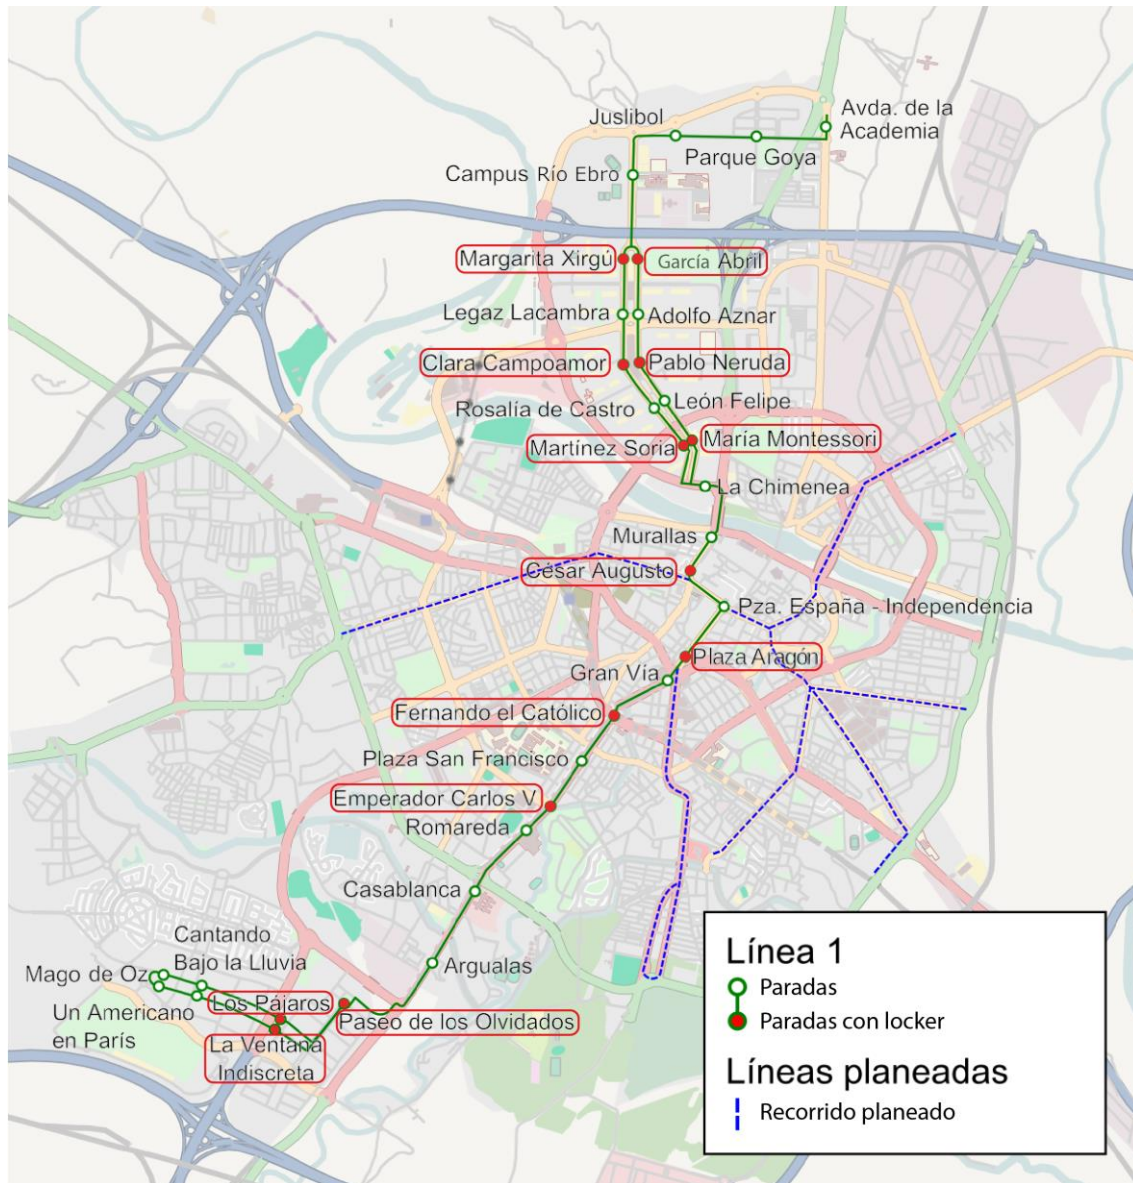 Juslibol
Avda. de la
Academia
Parque Goya
Campus Río Ebro
Margarita Xirgú
García Abril
Legaz Lacambra
Adolfo Aznar
Clara Campoamor
Pablo Neruda
León Felipe
Rosalía de Castro
María Montessori
Martínez Soria
La Chimenea
Murallas
César Augusto
Pza. España - Independencia
Plaza Aragón
Gran Vía
Fernando el Católico
Plaza San Francisco
Emperador Carlos V
Romareda
Casablanca
Argualas
Cantando
Bajo la Lluvia
Mago de Oz
Los Pájaros
Un Americano
en París
Paseo de los Olvidados
La Ventana
Indiscreta
Línea 1
Paradas
Paradas con locker
Líneas planeadas
Recorrido planeado